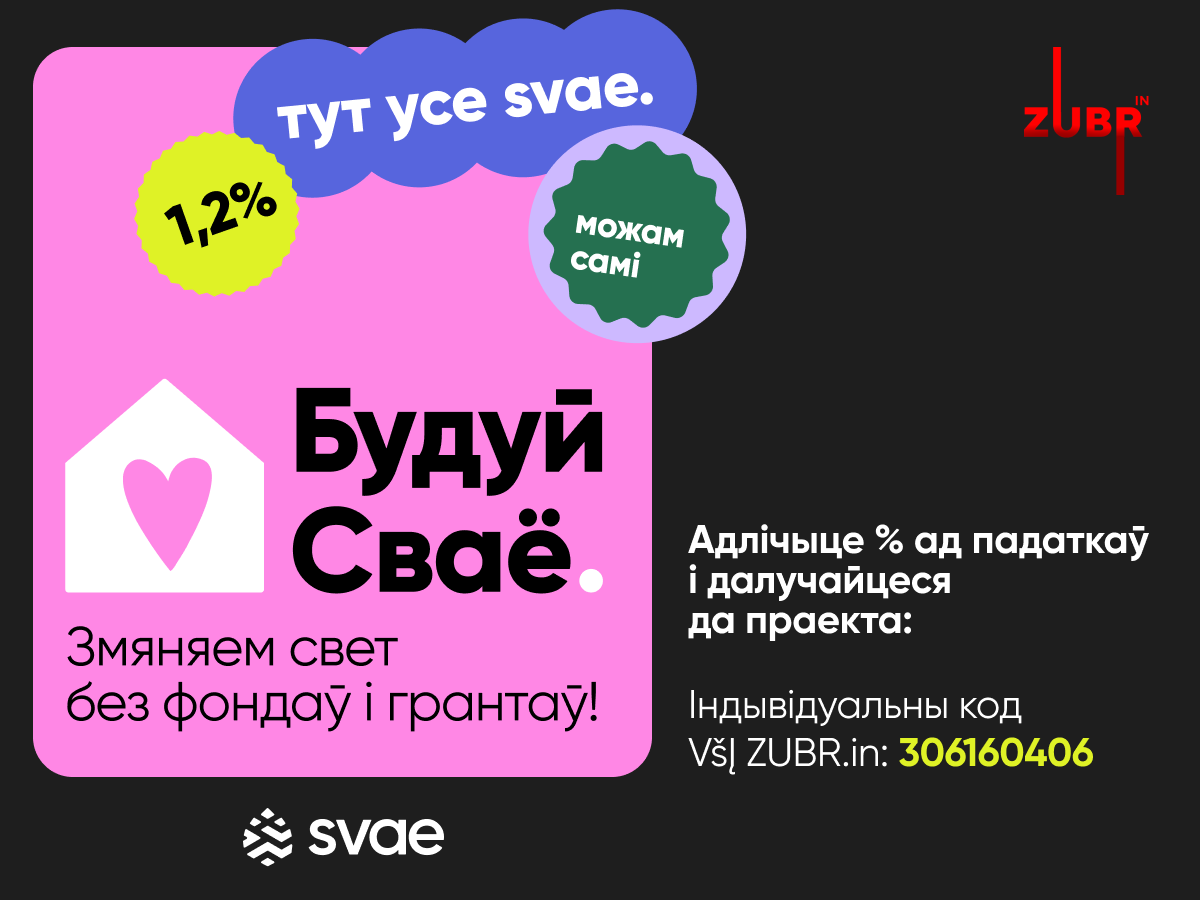 тут усе svae.
1,2%
можам
самі
Будуй
Сваё.
Змяняем свет
без фондаў і грантаў!
svae
ZUBR IN
Адлічыце % ад падаткаў
і далучайцеся
да праекта:
Індывідуальны код
VšĮ ZUBR.in: 306160406